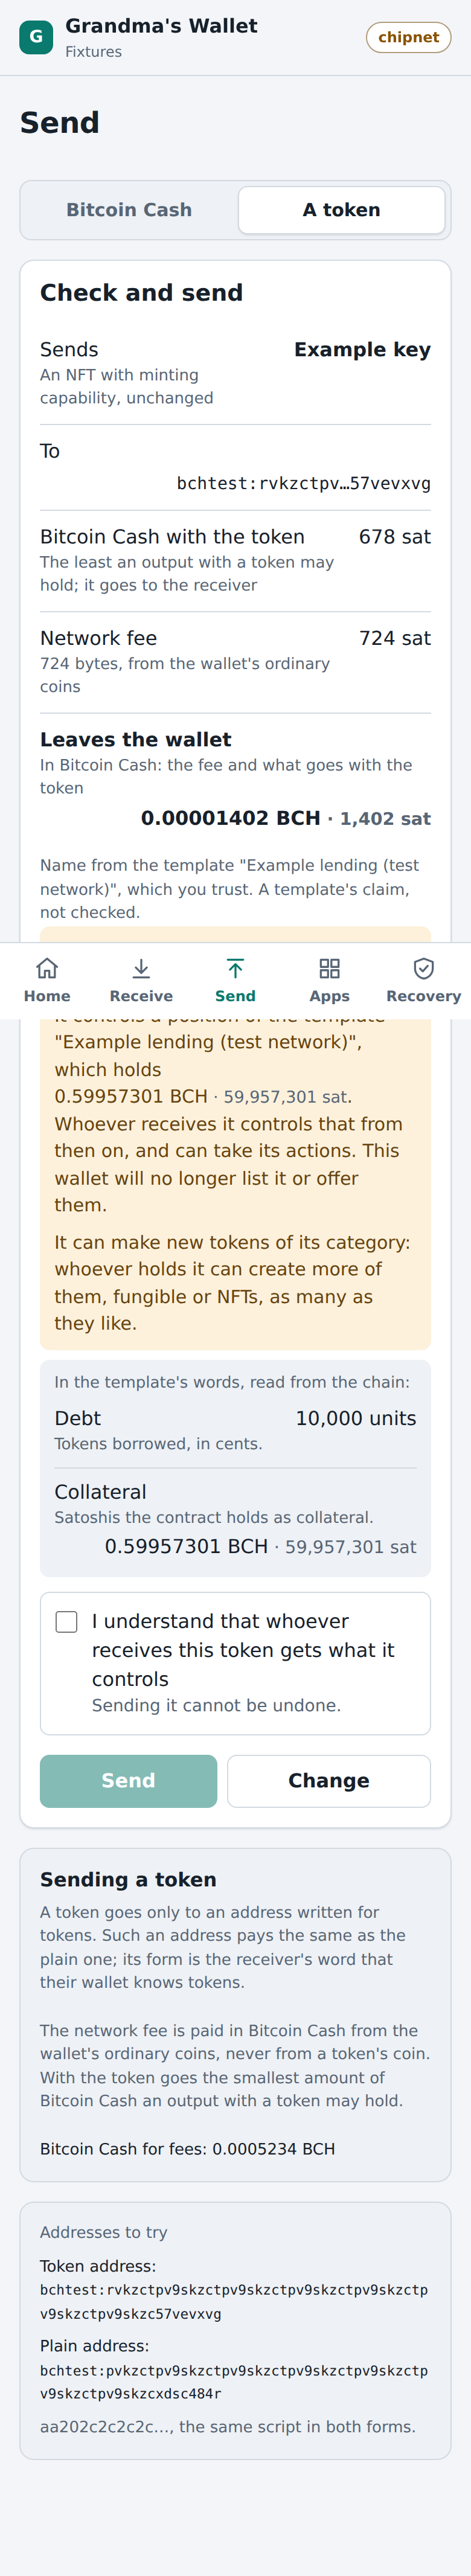 G
Grandma's Wallet
Fixtures
chipnet
Send
Bitcoin Cash
A token
Check and send
Sends
Example key
An NFT with minting
capability, unchanged
To
bchtest:rvkzctpv…57vevxvg
Bitcoin Cash with the token
678 sat
The least an output with a token may
hold; it goes to the receiver
Network fee
724 sat
724 bytes, from the wallet's ordinary
coins
Leaves the wallet
In Bitcoin Cash: the fee and what goes with the
token
0.00001402 BCH · 1,402 sat
Name from the template "Example lending (test
network)", which you trust. A template's claim,
not checked.
Home
Receive
Send
Apps
Recovery
It controls a position of the template
"Example lending (test network)",
which holds
0.59957301 BCH · 59,957,301 sat.
Whoever receives it controls that from
then on, and can take its actions. This
wallet will no longer list it or offer
them.
It can make new tokens of its category:
whoever holds it can create more of
them, fungible or NFTs, as many as
they like.
In the template's words, read from the chain:
Debt
10,000 units
Tokens borrowed, in cents.
Collateral
Satoshis the contract holds as collateral.
0.59957301 BCH · 59,957,301 sat
I understand that whoever
receives this token gets what it
controls
Sending it cannot be undone.
Send
Change
Sending a token
A token goes only to an address written for
tokens. Such an address pays the same as the
plain one; its form is the receiver's word that
their wallet knows tokens.
The network fee is paid in Bitcoin Cash from the
wallet's ordinary coins, never from a token's coin.
With the token goes the smallest amount of
Bitcoin Cash an output with a token may hold.
Bitcoin Cash for fees: 0.0005234 BCH
Addresses to try
Token address:
bchtest:rvkzctpv9skzctpv9skzctpv9skzctpv9skzctp
v9skzctpv9skzc57vevxvg
Plain address:
bchtest:pvkzctpv9skzctpv9skzctpv9skzctpv9skzctp
v9skzctpv9skzcxdsc484r
aa202c2c2c2c…, the same script in both forms.